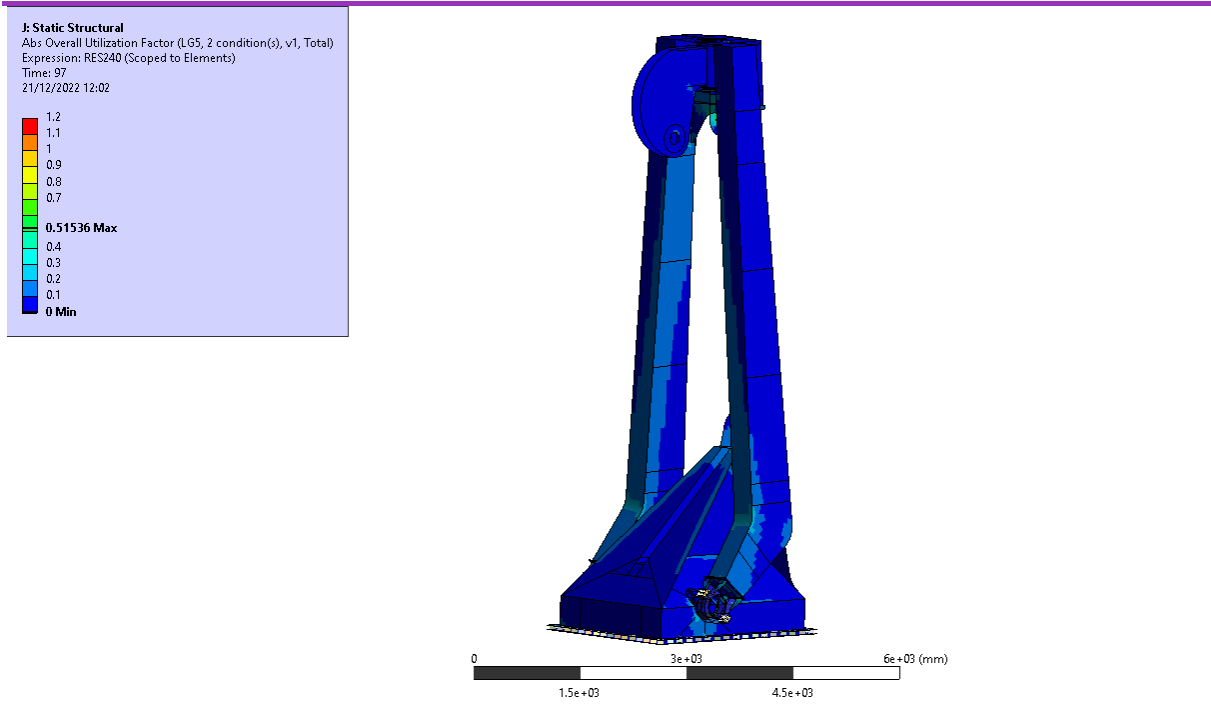 J: Static Structural
Abs Overall Utilization Factor (LG5, 2 condition(s), v1, Total)
Expression: RES240 (Scoped to Elements)
Time: 97
21/12/2022 12:02
1.2
1.1
1
0.9
0.8
0.7
0.51536 Max
0.4
0.3
0.2
0.1
0 Min
0 3e+03 6e+03 (mm)
1.5e+03 4.5e+03